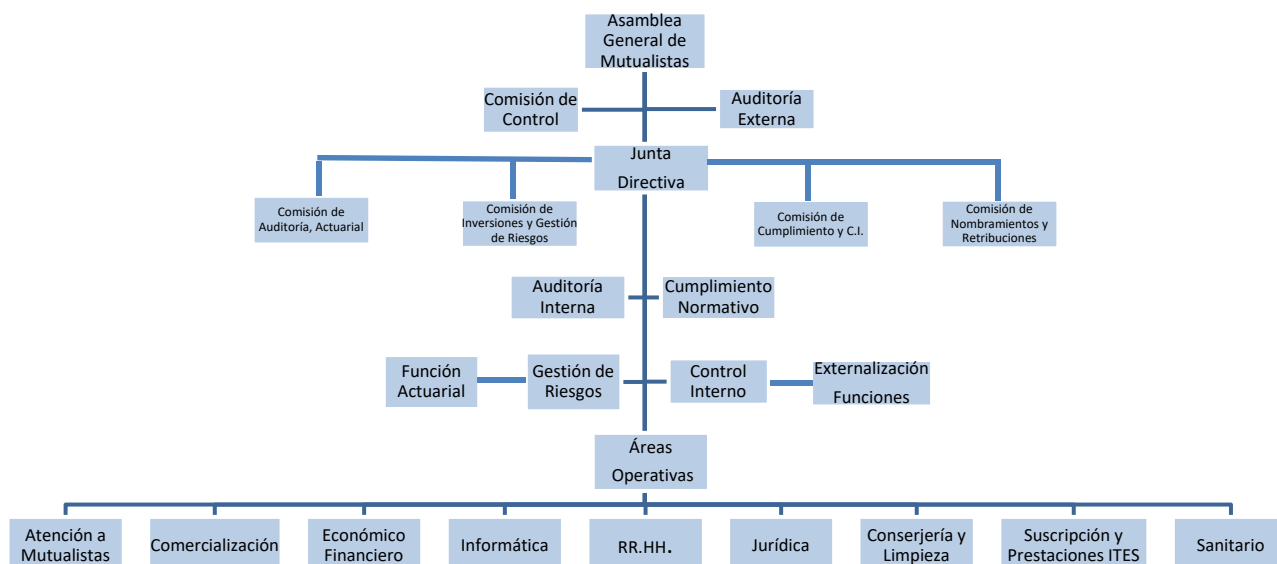 Asamblea
General de
Mutualistas
Comisión de
Control
Auditoría
Externa
Junta
Directiva
Comisión de
Auditoría, Actuarial
Comisión de
Inversiones y Gestión
de Riesgos
Comisión de
Cumplimiento y C.I.
Comisión de
Nombramientos y
Retribuciones
Auditoría
Interna
Cumplimiento
Normativo
Función
Actuarial
Gestión de
Riesgos
Control
Interno
Externalización
Funciones
Áreas
Operativas
Atención a
Mutualistas
Comercialización
Económico
Financiero
Informática
RR.HH.
Jurídica
Conserjería y
Limpieza
Suscripción y
Prestaciones ITES
Sanitario